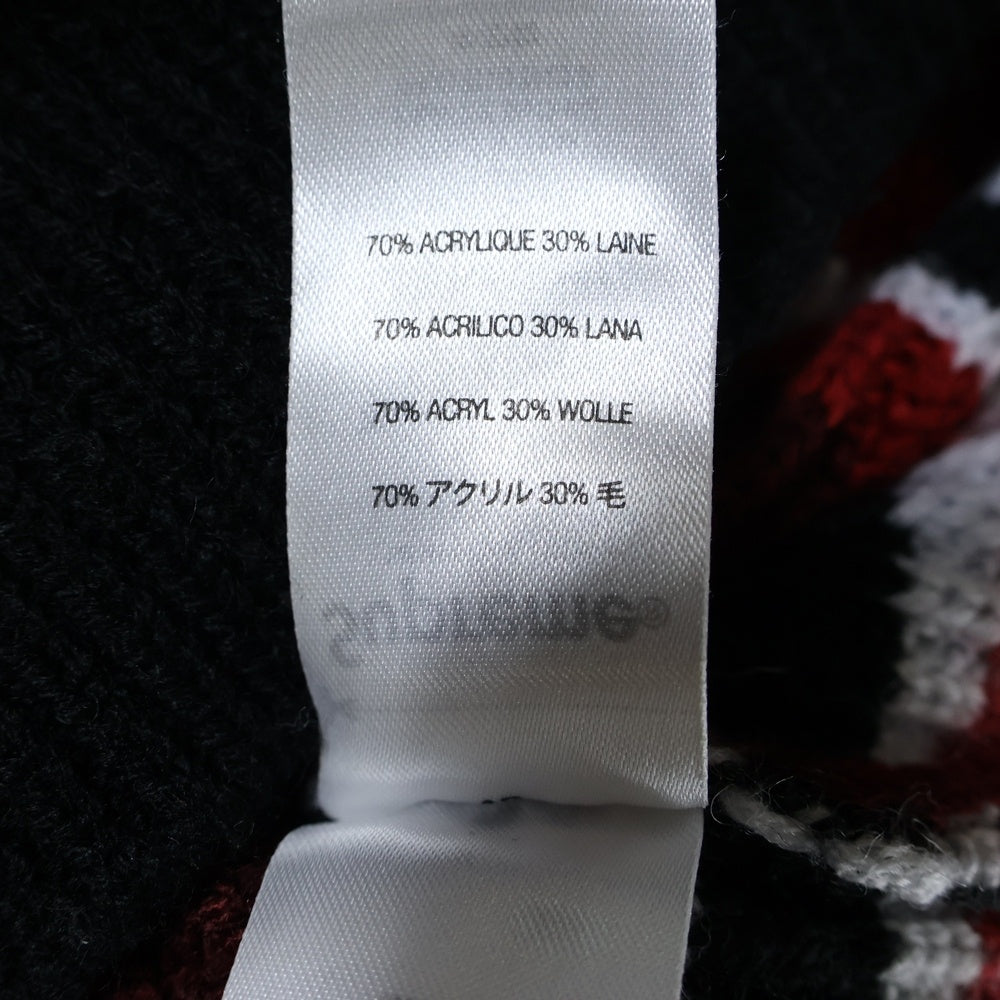 70% ACRYLIQUE 30% LAINE
70% ACRILICO 30% LANA
70% ACRYL 30% WOLLE
70% アクリル 30% 毛
Supreme®